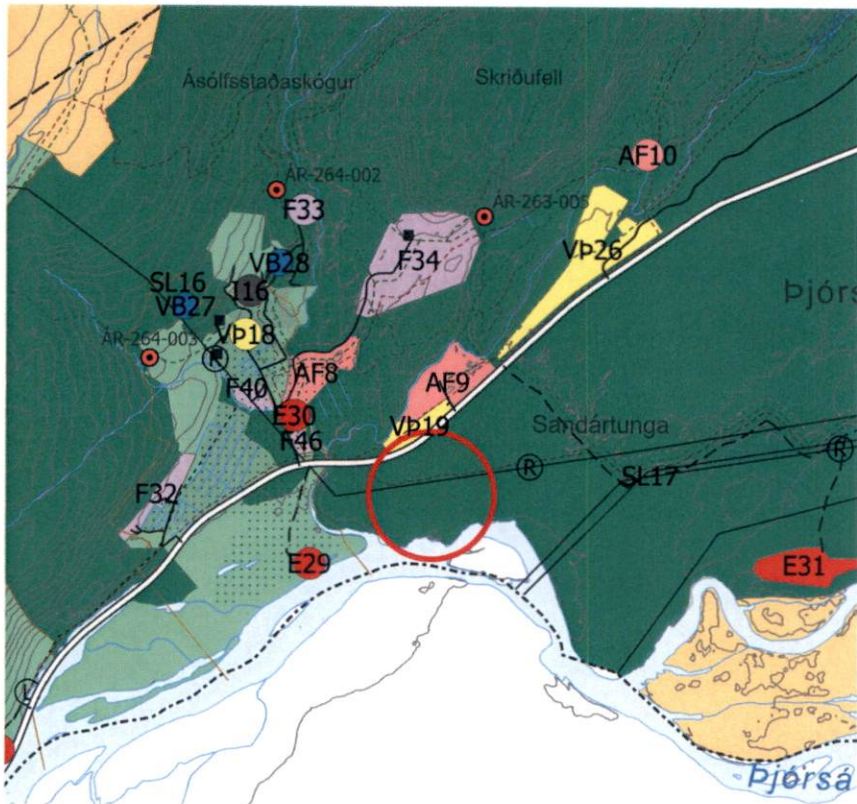 Ásólfsstaðaskógur
Skriðufell
AF10
ÁR-264-002
F33
ÁR-263-005
F34
VÞ26
VB28
SL16
I16
VB27
Þjórs
ÁR-264-003
VÞ18
R
AF8
F40
AF9
E30
VÞ19
Sandártunga
F46
R
R
SL17
F32
E29
E31
L
Þjórsá